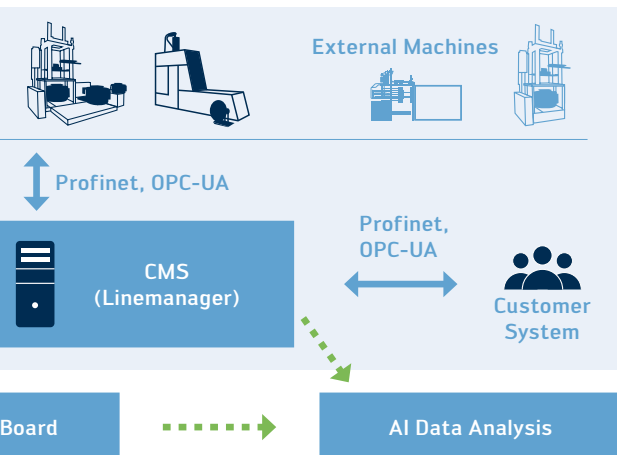 External Machines
Profinet, OPC-UA
Profinet,
OPC-UA
CMS
(Linemanager)
Customer
System
Board
AI Data Analysis